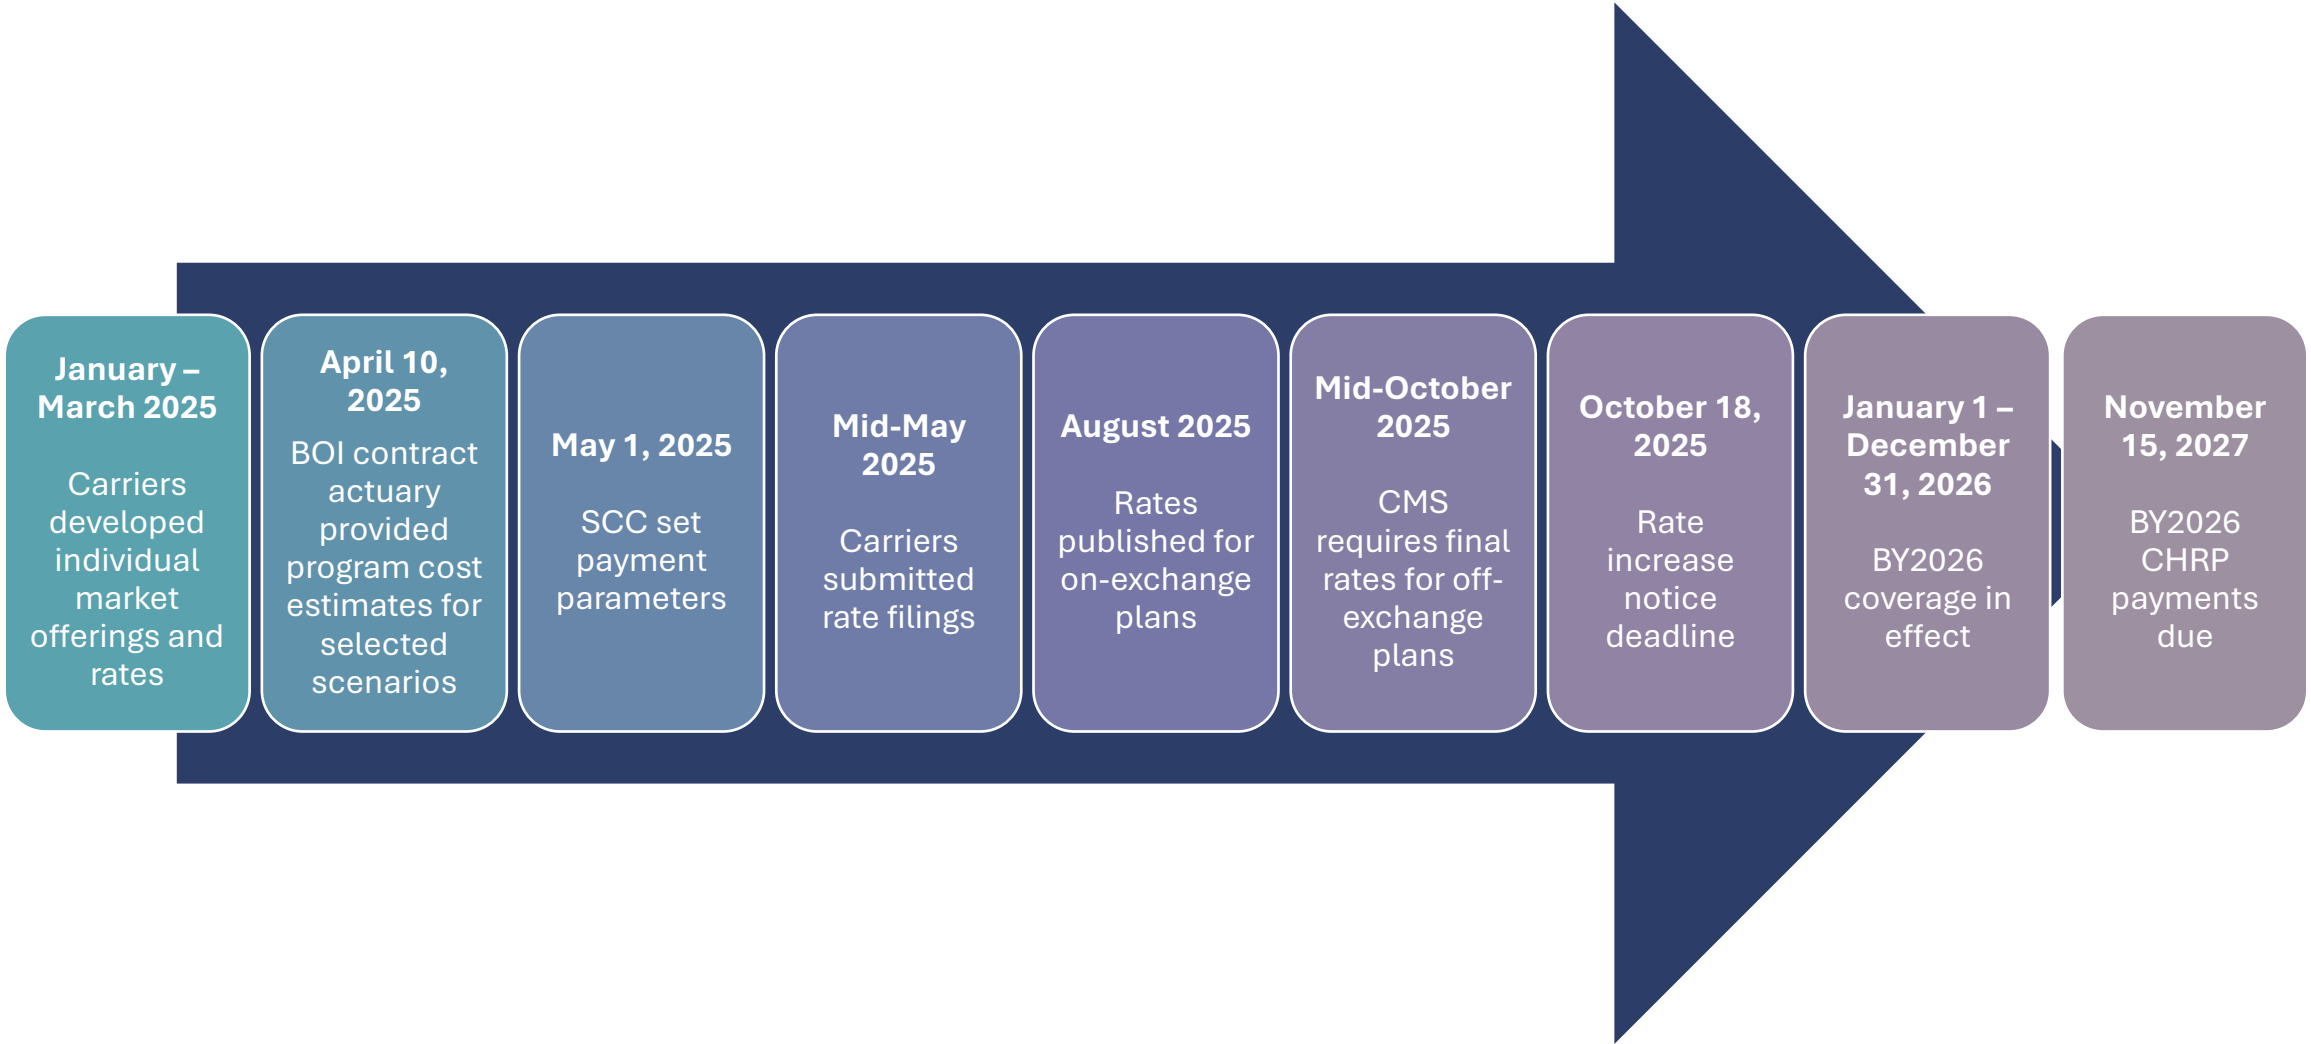 January –
March 2025
Carriers
developed
individual
market
offerings and
rates
April 10,
2025
BOI contract
actuary
provided
program cost
estimates for
selected
scenarios
May 1, 2025
SCC set
payment
parameters
Mid-May
2025
Carriers
submitted
rate filings
August 2025
Rates
published for
on-exchange
plans
Mid-October
2025
CMS
requires final
rates for off-
exchange
plans
October 18,
2025
Rate
increase
notice
deadline
January 1 –
December
31, 2026
BY2026
coverage in
effect
November
15, 2027
BY2026
CHRP
payments
due